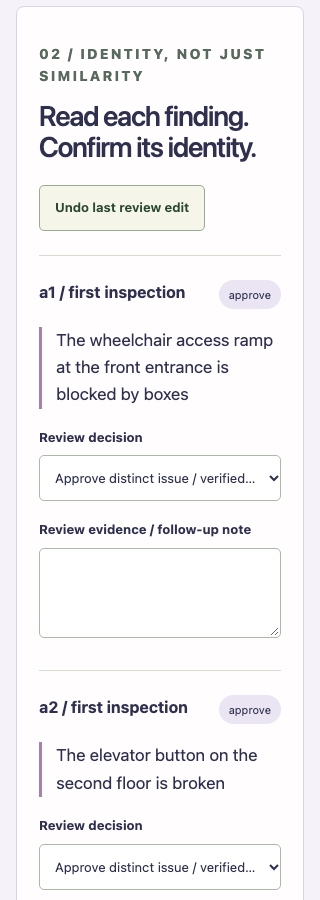 02 / IDENTITY, NOT JUST
SIMILARITY
Read each finding.
Confirm its identity.
Undo last review edit
a1 / first inspection
approve
The wheelchair access ramp
at the front entrance is
blocked by boxes
Review decision
Approve distinct issue / verified...
Review evidence / follow-up note
a2 / first inspection
approve
The elevator button on the
second floor is broken
Review decision
Approve distinct issue / verified...